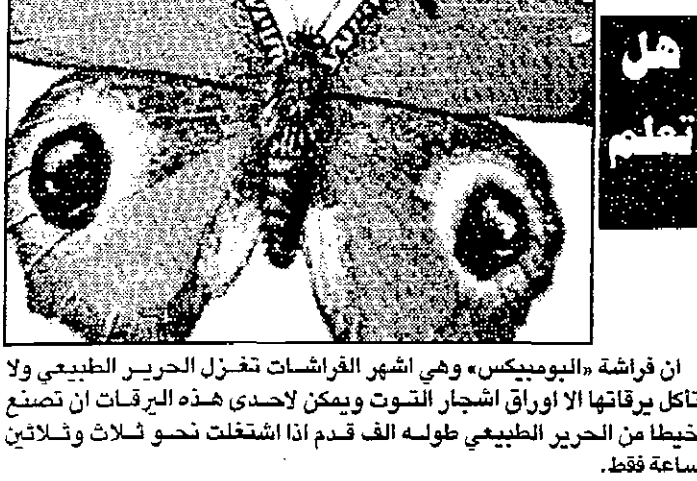 هل
تعلم
ان فراشة «البومبيكس» وهي اشهر الفراشات تغزل الحرير الطبيعي ولا
تأكل يرقاتها الا اوراق اشجار التوت ويمكن لاحدى هذه اليرقات ان تصنع
خيطا من الحرير الطبيعي طوله الف قدم اذا اشتغلت نحو ثلاث وثلاثين
ساعة فقط.